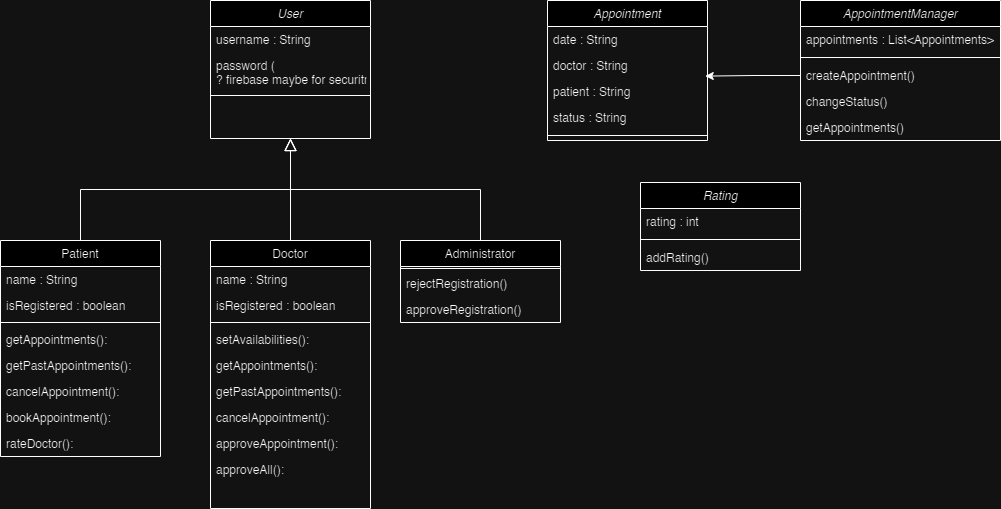 User
username : String
password (
? firebase maybe for securit
Appointment
date : String
doctor : String
patient : String
status : String
AppointmentManager
appointments : List<Appointments>
createAppointment()
changeStatus()
getAppointments()
Rating
rating : int
addRating()
Patient
name : String
isRegistered : boolean
getAppointments():
getPastAppointments():
cancelAppointment():
bookAppointment():
rateDoctor():
Doctor
name : String
isRegistered : boolean
setAvailabilities():
getAppointments():
getPastAppointments():
cancelAppointment():
approveAppointment():
approveAll():
Administrator
rejectRegistration()
approveRegistration()